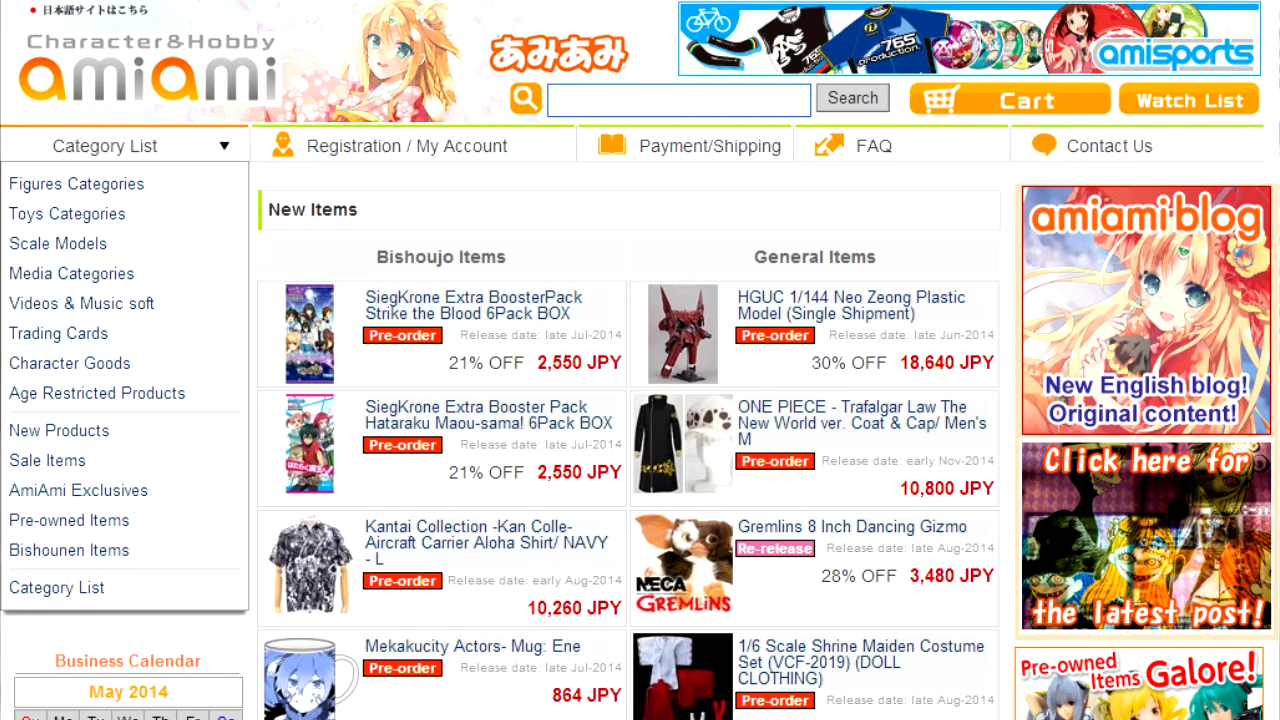 日本語サイトはこちら
Character&Hobby
amiami
あみあみ
765
production.
765
production.
amisports
Search
Cart
Watch List
Category List ▼
Registration / My Account
Payment/Shipping
FAQ
Contact Us
Figures Categories
Toys Categories
Scale Models
Media Categories
Videos & Music soft
Trading Cards
Character Goods
Age Restricted Products
New Products
Sale Items
AmiAmi Exclusives
Pre-owned Items
Bishounen Items
Category List
Business Calendar
May 2014
Su Mo Tu We Th Fr Sa
New Items
Bishoujo Items
SiegKrone Extra BoosterPack
Strike the Blood 6Pack BOX
Pre-order Release date: late Jul-2014
21% OFF 2,550 JPY
SiegKrone Extra Booster Pack
Hataraku Maou-sama! 6Pack BOX
Pre-order Release date: late Jul-2014
21% OFF 2,550 JPY
Kantai Collection -Kan Colle-
Aircraft Carrier Aloha Shirt/ NAVY
- L
Pre-order Release date: early Aug-2014
10,260 JPY
Mekakucity Actors- Mug: Ene
Pre-order Release date: late Jul-2014
864 JPY
General Items
HGUC 1/144 Neo Zeong Plastic
Model (Single Shipment)
Pre-order Release date: late Jun-2014
30% OFF 18,640 JPY
ONE PIECE - Trafalgar Law The
New World ver. Coat & Cap/ Men's
M
Pre-order Release date: early Nov-2014
10,800 JPY
NECA
GREMLINS
Gremlins 8 Inch Dancing Gizmo
Re-release Release date: late Aug-2014
28% OFF 3,480 JPY
1/6 Scale Shrine Maiden Costume
Set (VCF-2019) (DOLL
CLOTHING)
Pre-order Release date: late Aug-2014
amiami blog
New English blog!
Original content!
Click here for
the latest post!
Pre-owned
Items Galore!